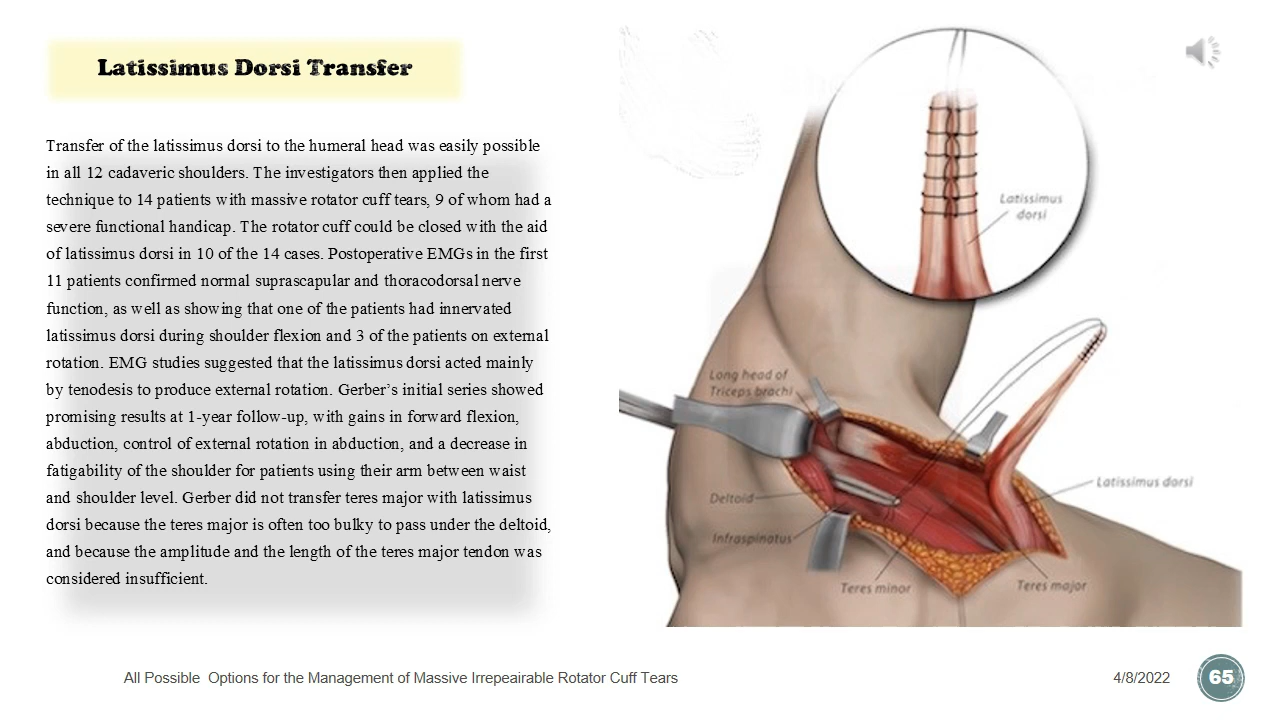 Latissimus Dorsi Transfer
Transfer of the latissimus dorsi to the humeral head was easily possible
in all 12 cadaveric shoulders. The investigators then applied the
technique to 14 patients with massive rotator cuff tears, 9 of whom had a
severe functional handicap. The rotator cuff could be closed with the aid
of latissimus dorsi in 10 of the 14 cases. Postoperative EMGs in the first
11 patients confirmed normal suprascapular and thoracodorsal nerve
function, as well as showing that one of the patients had innervated
latissimus dorsi during shoulder flexion and 3 of the patients on external
rotation. EMG studies suggested that the latissimus dorsi acted mainly
by tenodesis to produce external rotation. Gerber’s initial series showed
promising results at 1-year follow-up, with gains in forward flexion,
abduction, control of external rotation in abduction, and a decrease in
fatigability of the shoulder for patients using their arm between waist
and shoulder level. Gerber did not transfer teres major with latissimus
dorsi because the teres major is often too bulky to pass under the deltoid,
and because the amplitude and the length of the teres major tendon was
considered insufficient.
Latissimus
dorsi
Long head of
Triceps brachi
Latissimus dorsi
Deltoid
Infraspinatus
Teres minor
Teres major
All Possible Options for the Management of Massive Irrepeairable Rotator Cuff Tears
4/8/2022
65